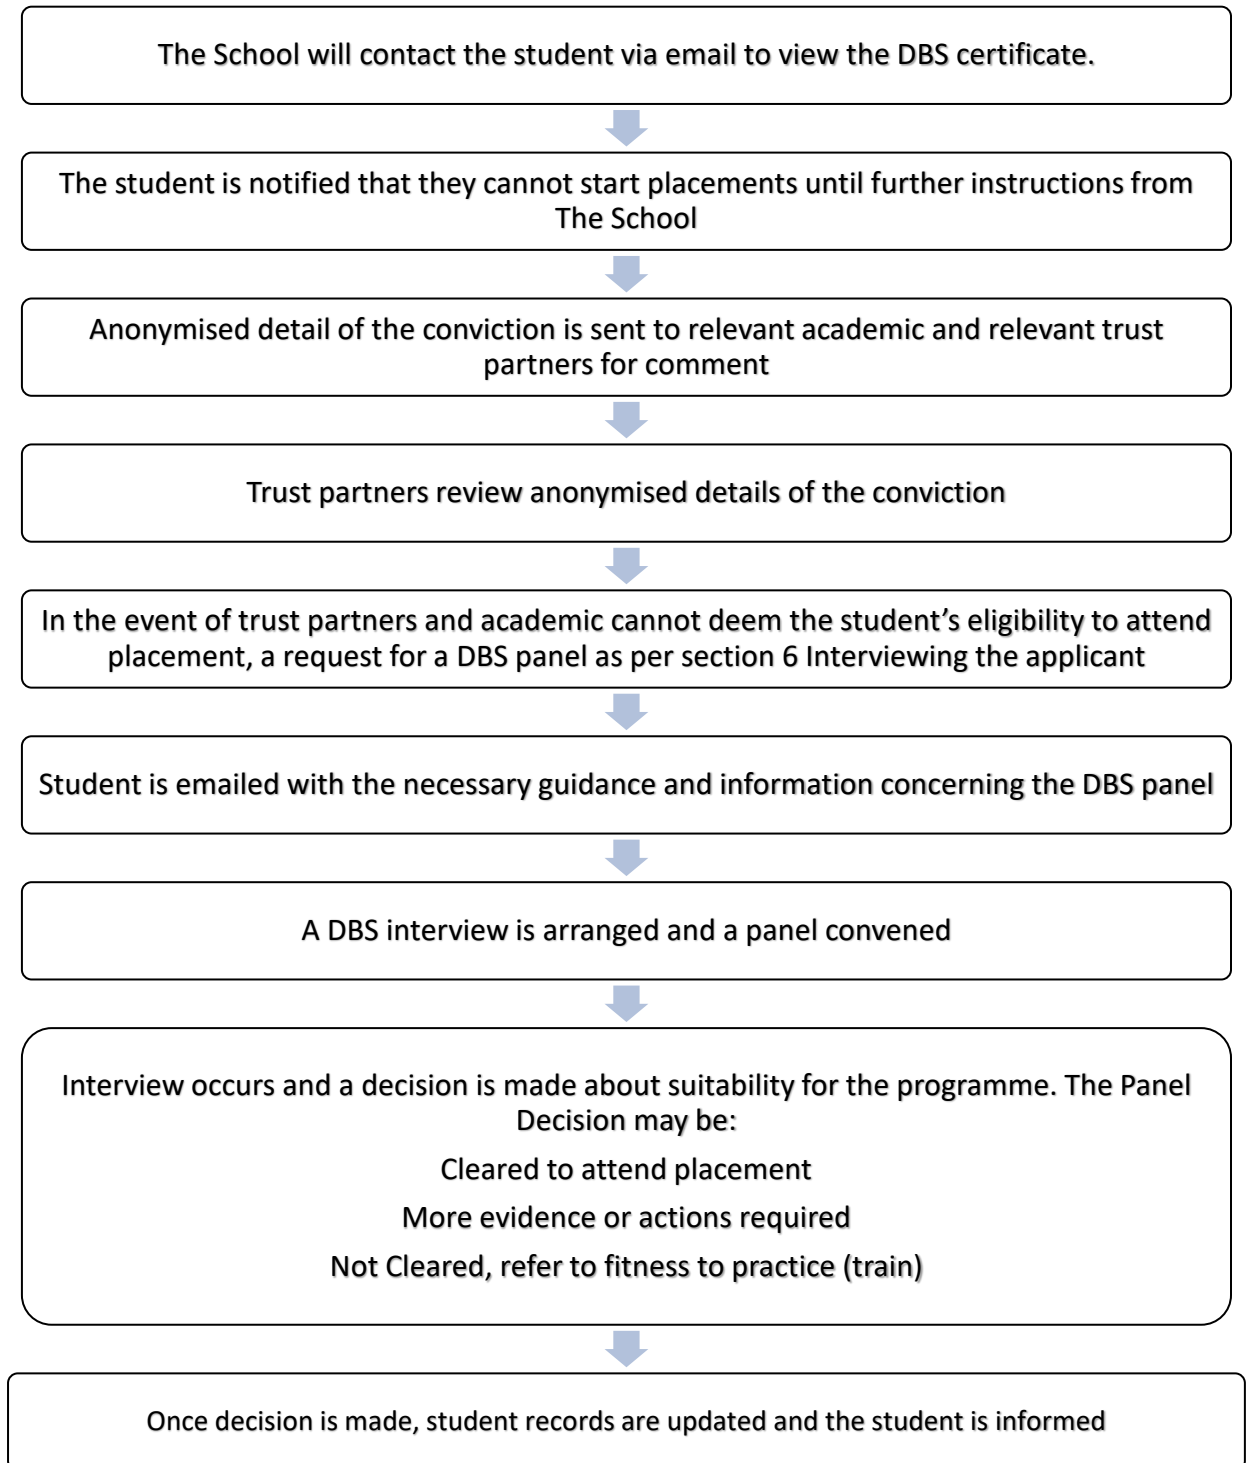 The School will contact the student via email to view the DBS certificate.
The student is notified that they cannot start placements until further instructions from
The School
Anonymised detail of the conviction is sent to relevant academic and relevant trust
partners for comment
Trust partners review anonymised details of the conviction
In the event of trust partners and academic cannot deem the student’s eligibility to attend
placement, a request for a DBS panel as per section 6 Interviewing the applicant
Student is emailed with the necessary guidance and information concerning the DBS panel
A DBS interview is arranged and a panel convened
Interview occurs and a decision is made about suitability for the programme. The Panel
Decision may be:
Cleared to attend placement
More evidence or actions required
Not Cleared, refer to fitness to practice (train)
Once decision is made, student records are updated and the student is informed